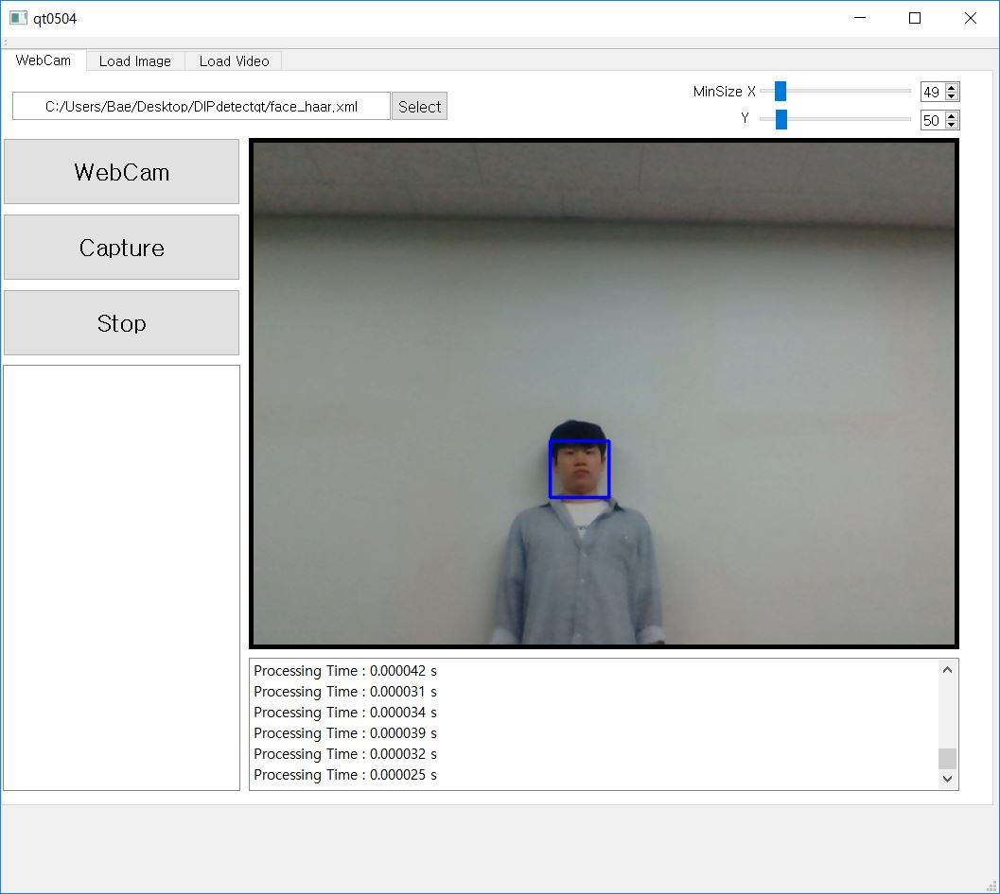 qt0504
WebCam Load Image Load Video
C:/Users/Bae/Desktop/DIPdetectqt/face_haar.xml Select
MinSize X 49
Y 50
WebCam
Capture
Stop
Processing Time : 0.000042 s
Processing Time : 0.000031 s
Processing Time : 0.000034 s
Processing Time : 0.000039 s
Processing Time : 0.000032 s
Processing Time : 0.000025 s